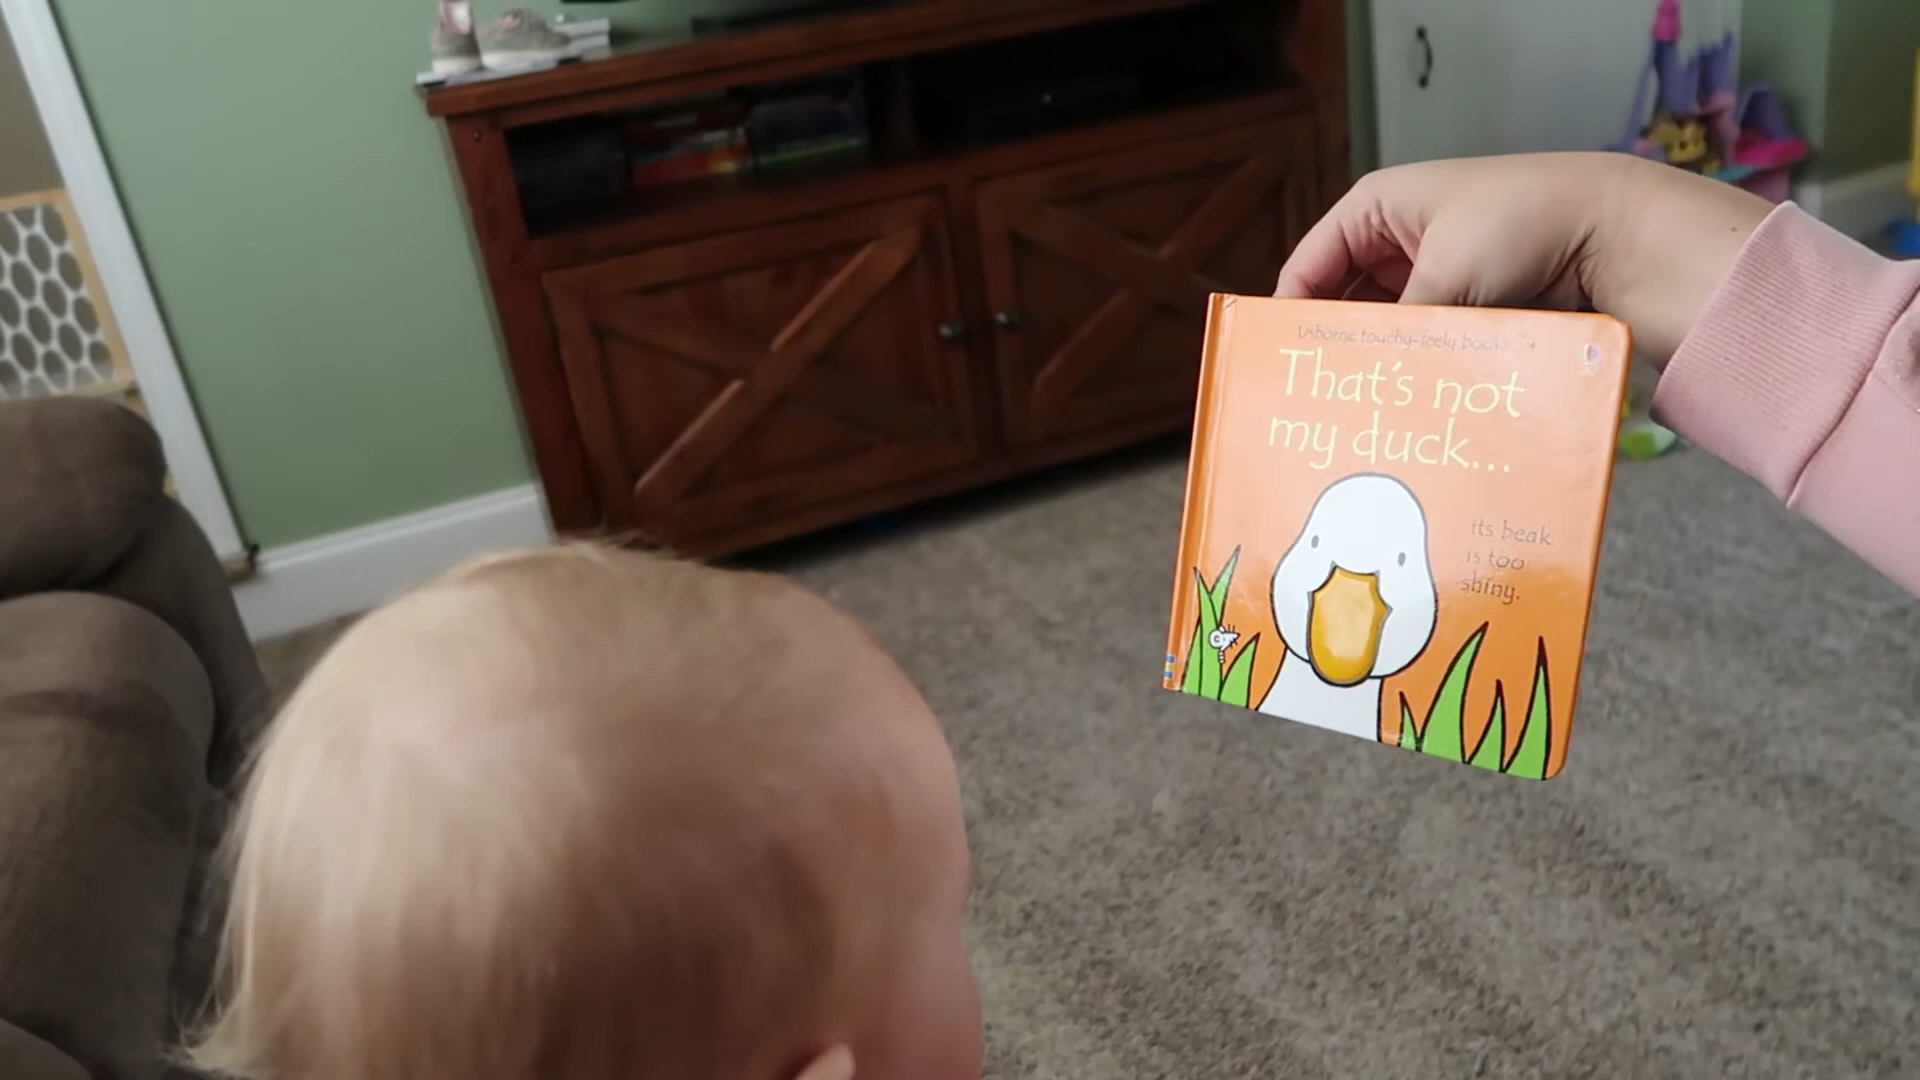 Usborne touchy-feely books
That's not
my duck...
its beak
is too
shiny.